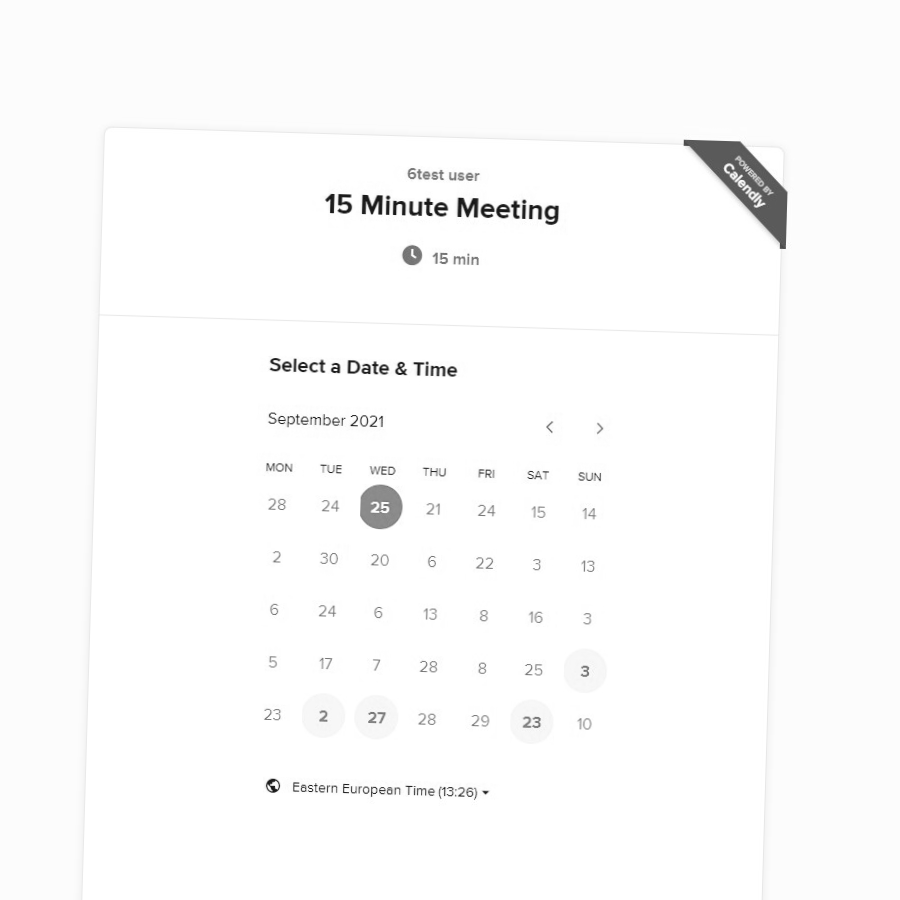 POWERED BY
Calendly
6test user
15 Minute Meeting
15 min
Select a Date & Time
September 2021
MON TUE WED THU FRI SAT SUN
28 24 25 21 24 15 14
2 30 20 6 22 3 13
6 24 6 13 8 16 3
5 17 7 28 8 25 3
23 2 27 28 29 23 10
Eastern European Time (13:26)